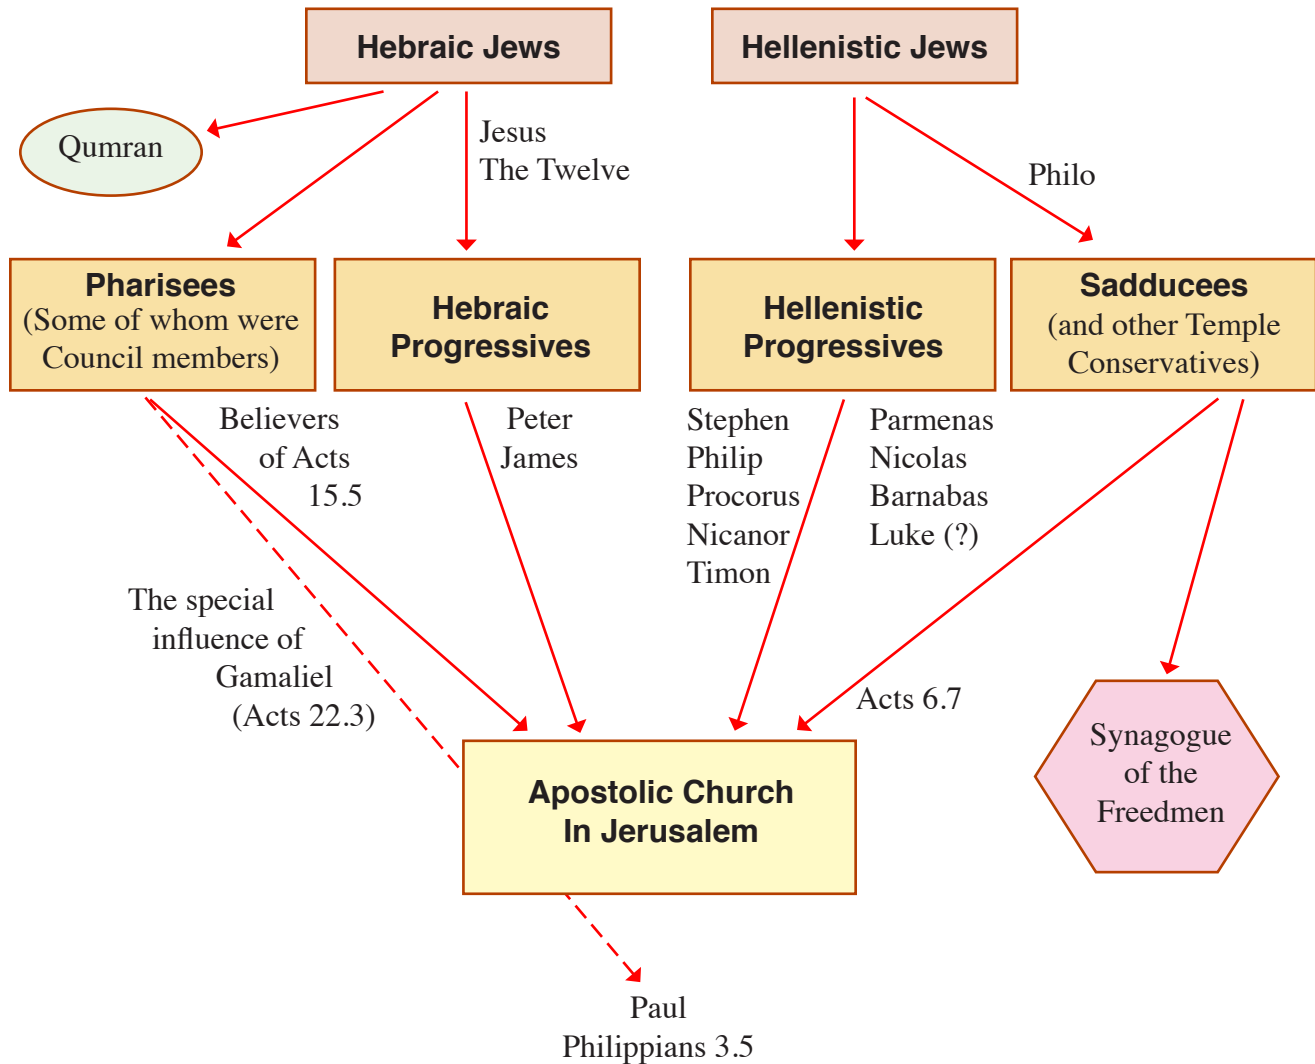 Hebraic Jews
Hellenistic Jews
Qumran
Jesus
The Twelve
Philo
Pharisees
(Some of whom were
Council members)
Hebraic
Progressives
Hellenistic
Progressives
Sadducees
(and other Temple
Conservatives)
Believers
of Acts
15.5
Peter
James
Stephen
Philip
Procorus
Nicanor
Timon
Parmenas
Nicolas
Barnabas
Luke (?)
The special
influence of
Gamaliel
(Acts 22.3)
Acts 6.7
Synagogue
of the
Freedmen
Apostolic Church
In Jerusalem
Paul
Philippians 3.5